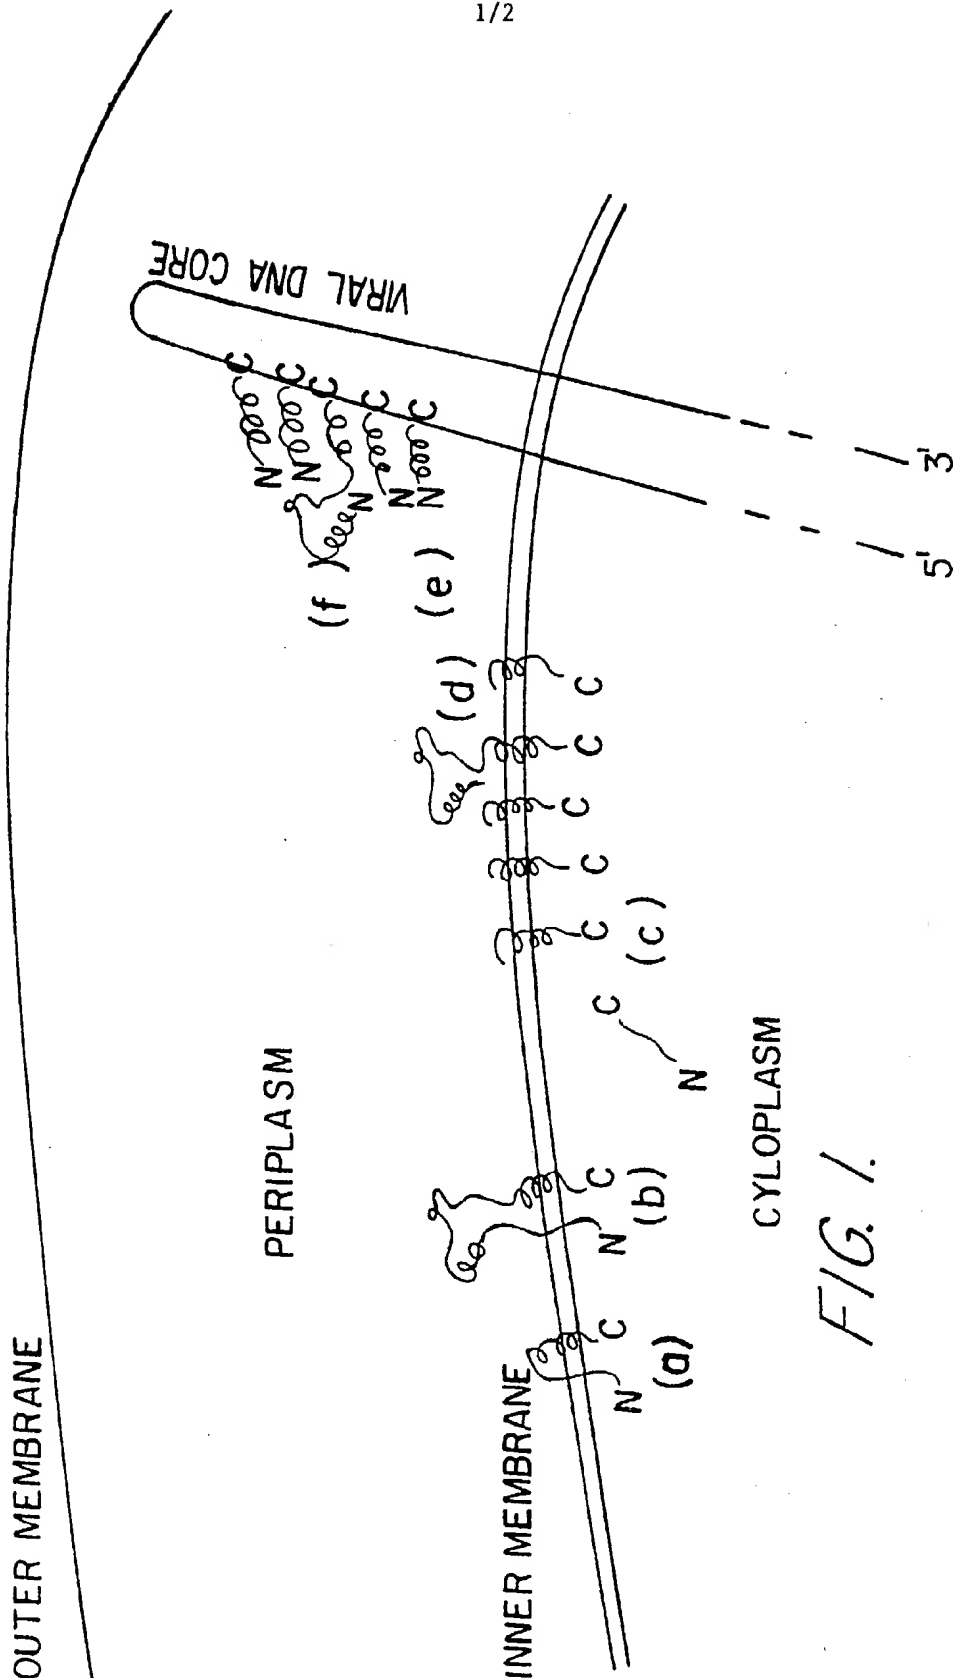 1/2
OUTER MEMBRANE
PERIPLASM
VIRAL DNA CORE
C
C
C
C
C
N
N
N
N
N
(f)
(e)
(d)
INNER MEMBRANE
N
C
(a)
N
C
(b)
N
C
C
(c)
C
C
C
C
5'
3'
CYLOPLASM
FIG. 1.